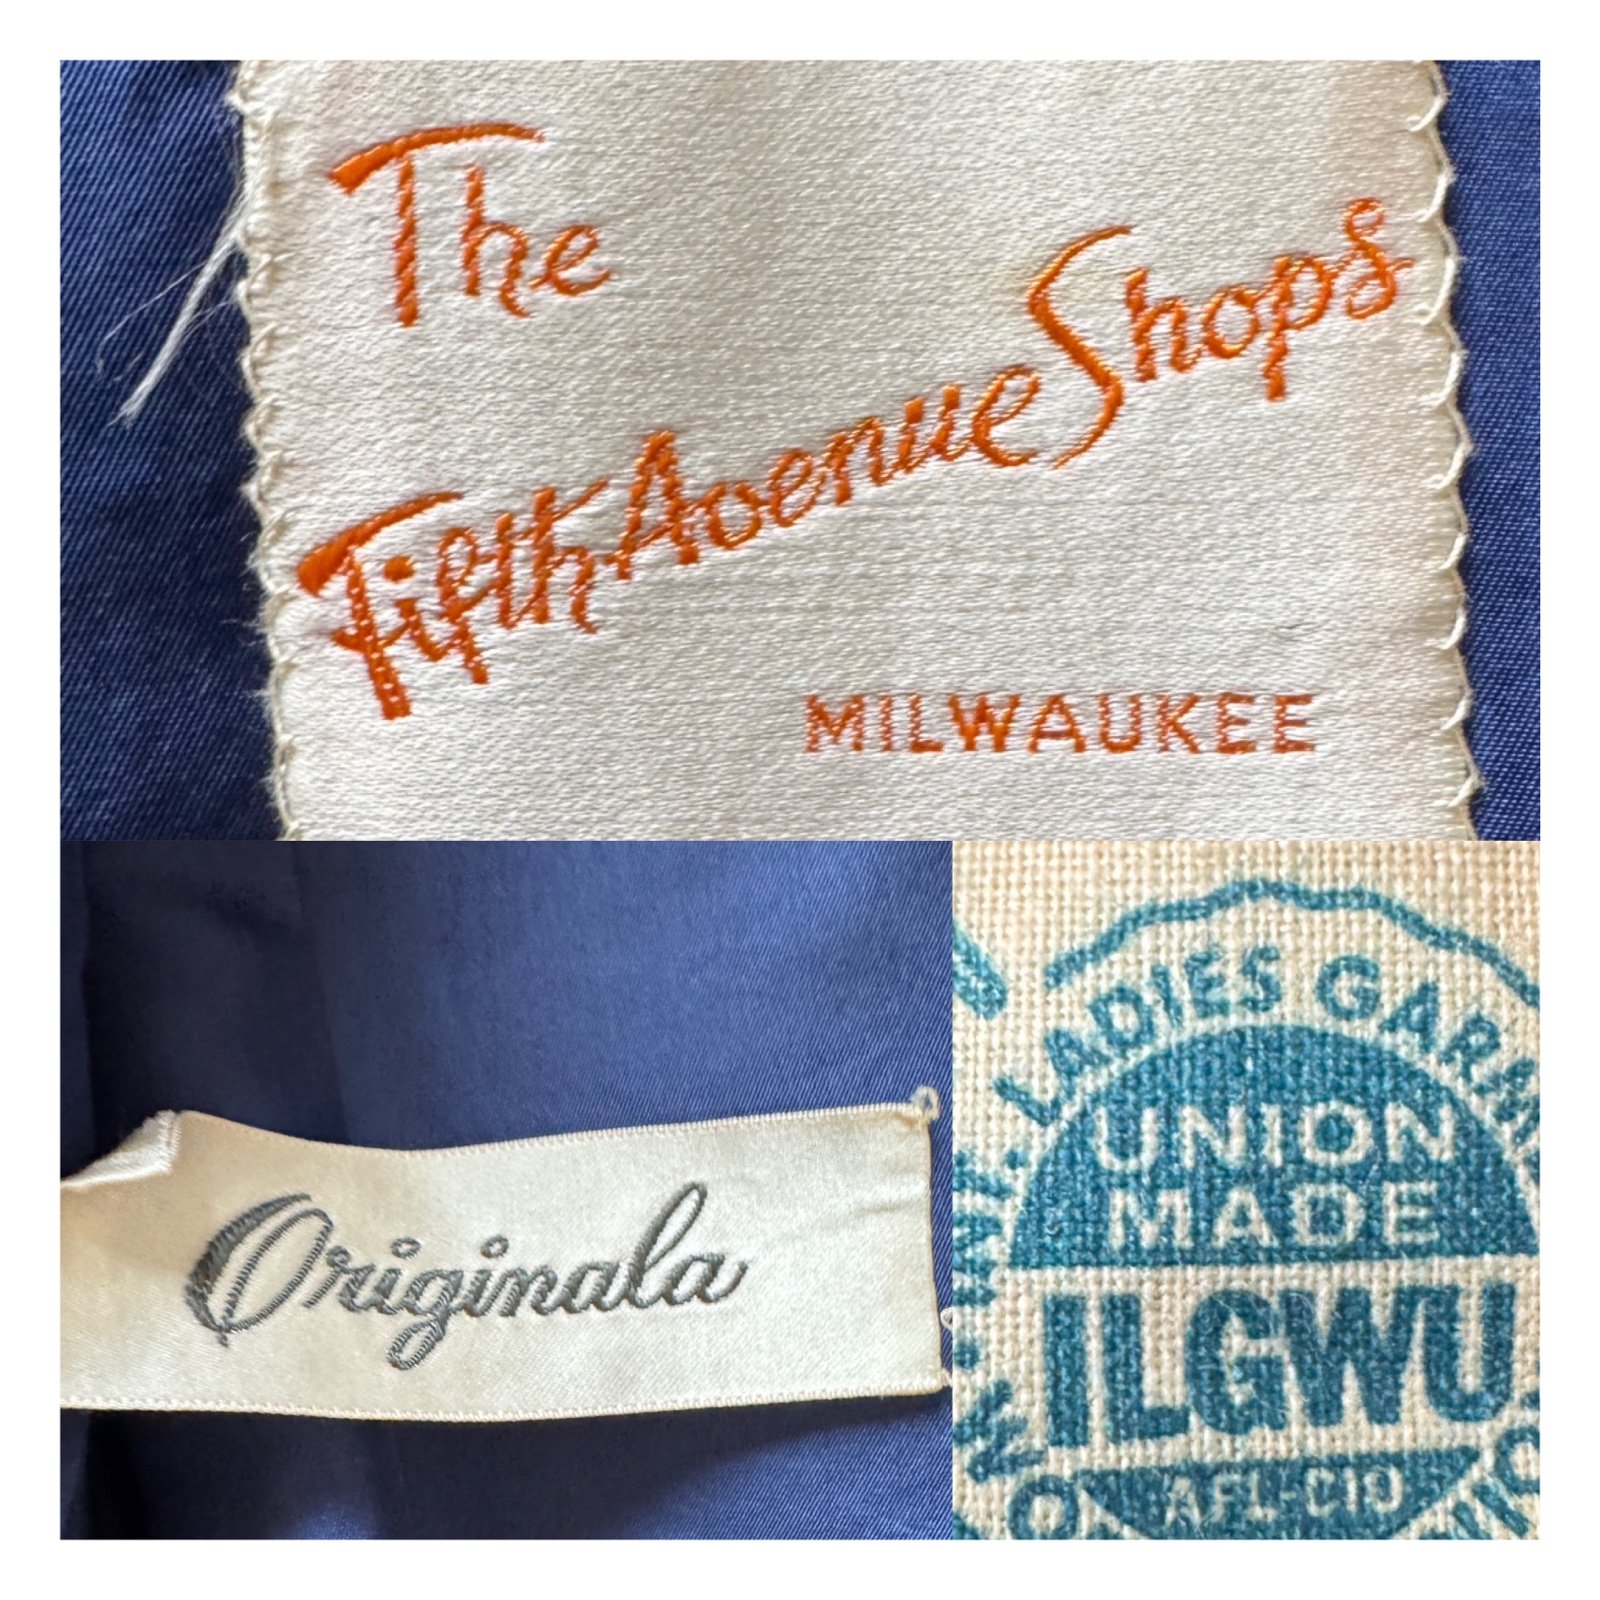 The
Fifth Avenue Shops
MILWAUKEE
Originala
LADIES GARM
UNION
MADE
ILGWU
AFL-CIO